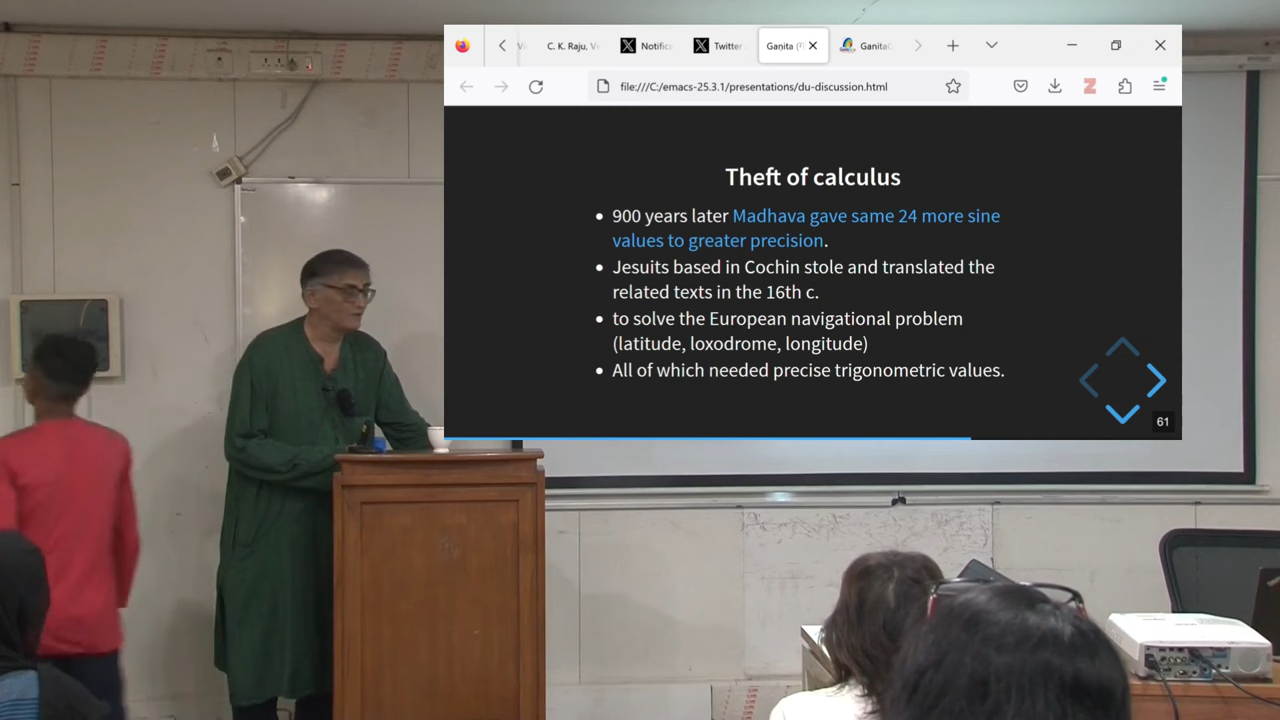 C. K. Raju, Vi
Notifica
Twitter
Gaṇita
GanitaG
file:///C:/emacs-25.3.1/presentations/du-discussion.html
Theft of calculus
• 900 years later Madhava gave same 24 more sine
values to greater precision.
• Jesuits based in Cochin stole and translated the
related texts in the 16th c.
• to solve the European navigational problem
(latitude, loxodrome, longitude)
• All of which needed precise trigonometric values.
61